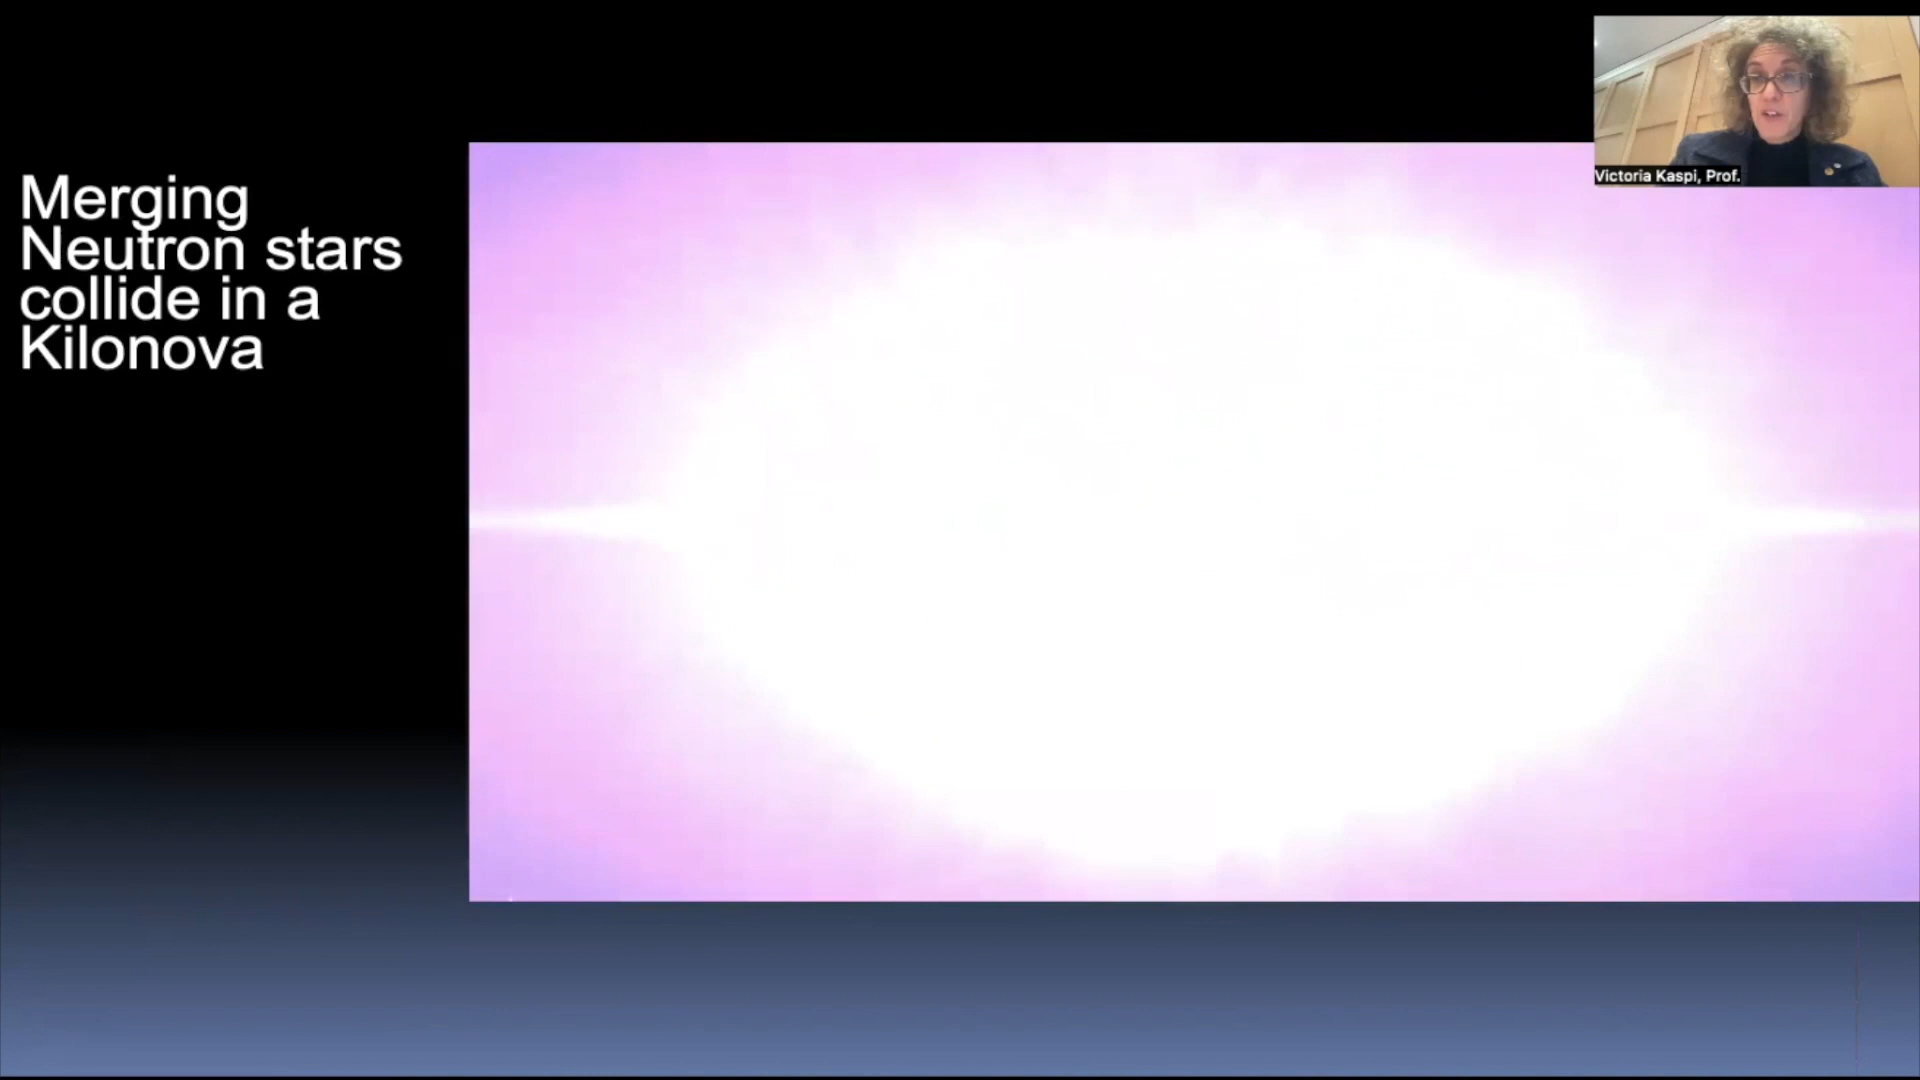 Merging
Neutron stars
collide in a
Kilonova
Victoria Kaspi, Prof.